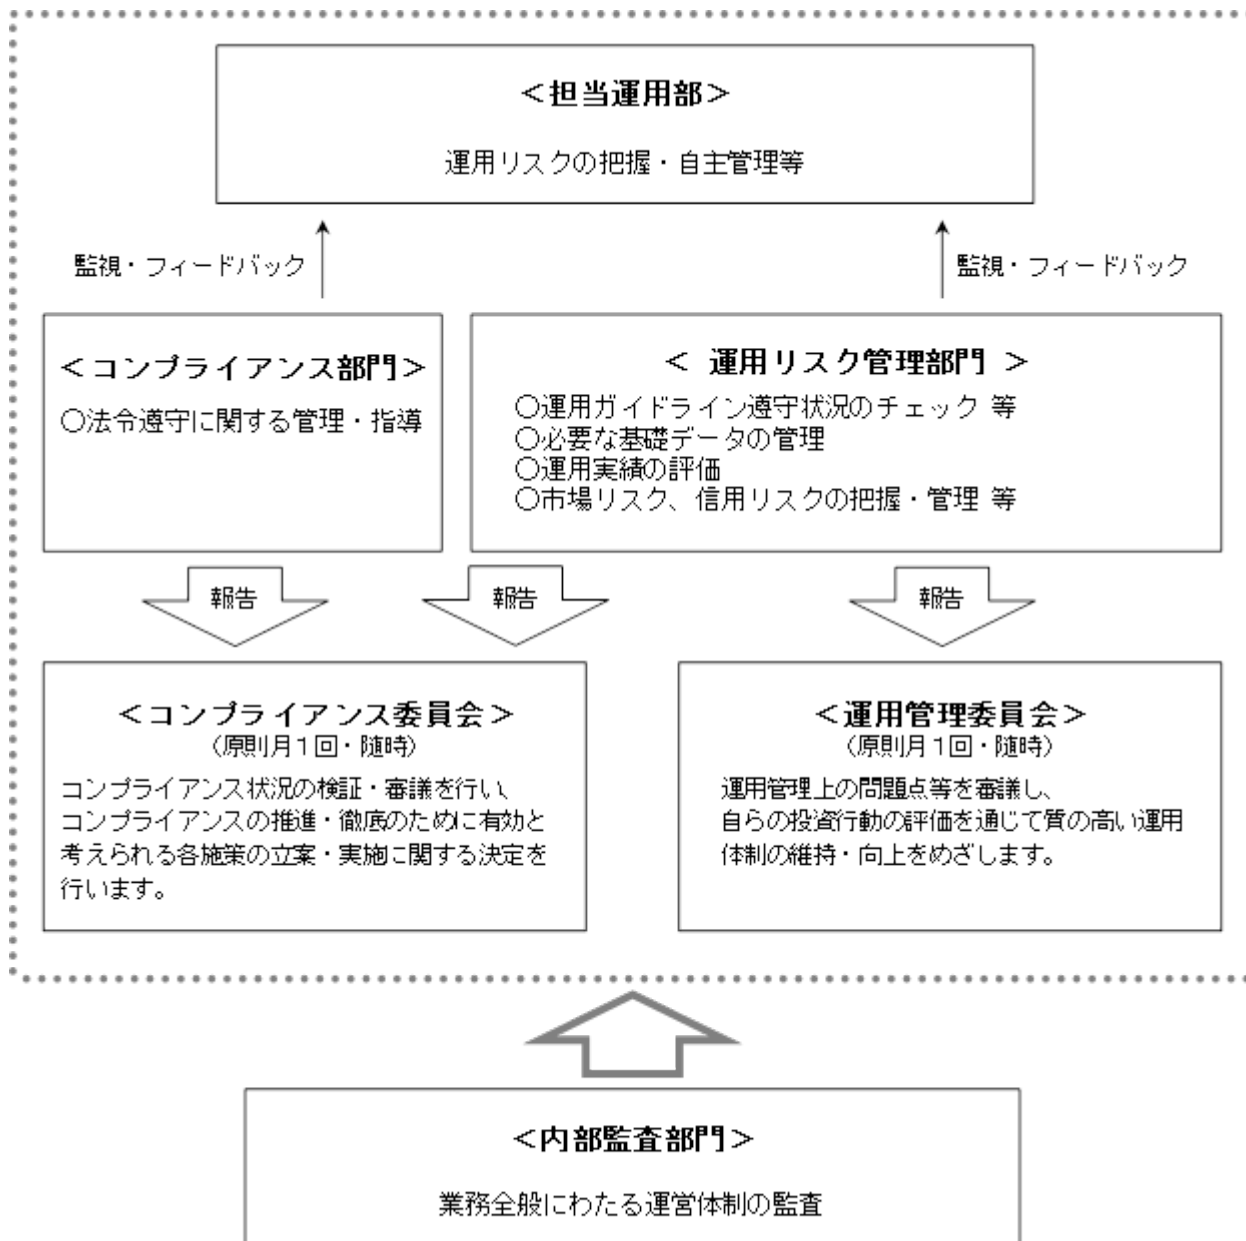 ＜担当運用部＞
運用リスクの把握・自主管理等
監視・フィードバック
監視・フィードバック
＜コンプライアンス部門＞
○法令遵守に関する管理・指導
＜ 運用リスク管理部門 ＞
○運用ガイドライン遵守状況のチェック 等
○必要な基礎データの管理
○運用実績の評価
○市場リスク、信用リスクの把握・管理 等
報告
報告
報告
＜コンプライアンス委員会＞
（原則月１回・随時）
コンプライアンス状況の検証・審議を行い、
コンプライアンスの推進・徹底のために有効と
考えられる各施策の立案・実施に関する決定を
行います。
＜運用管理委員会＞
（原則月１回・随時）
運用管理上の問題点等を審議し、
自らの投資行動の評価を通じて質の高い運用
体制の維持・向上をめざします。
＜内部監査部門＞
業務全般にわたる運営体制の監査